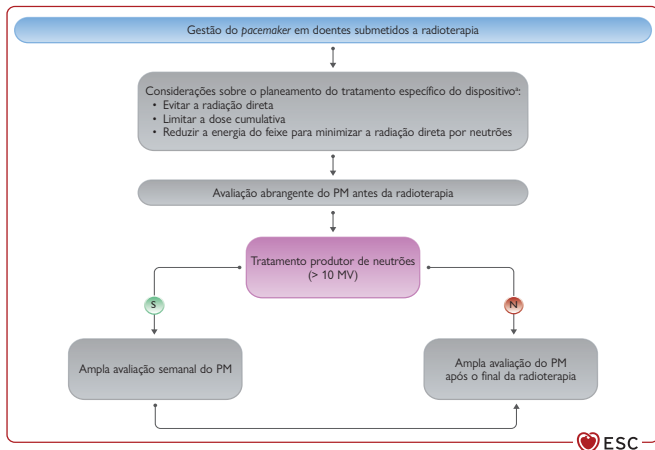 Gestão do pacemaker em doentes submetidos a radioterapia
Considerações sobre o planeamento do tratamento específico do dispositivoª:
• Evitar a radiação direta
• Limitar a dose cumulativa
• Reduzir a energia do feixe para minimizar a radiação direta por neutrões
Avaliação abrangente do PM antes da radioterapia
Tratamento produtor de neutrões
(> 10 MV)
S
N
Ampla avaliação semanal do PM
Ampla avaliação do PM
após o final da radioterapia
ESC